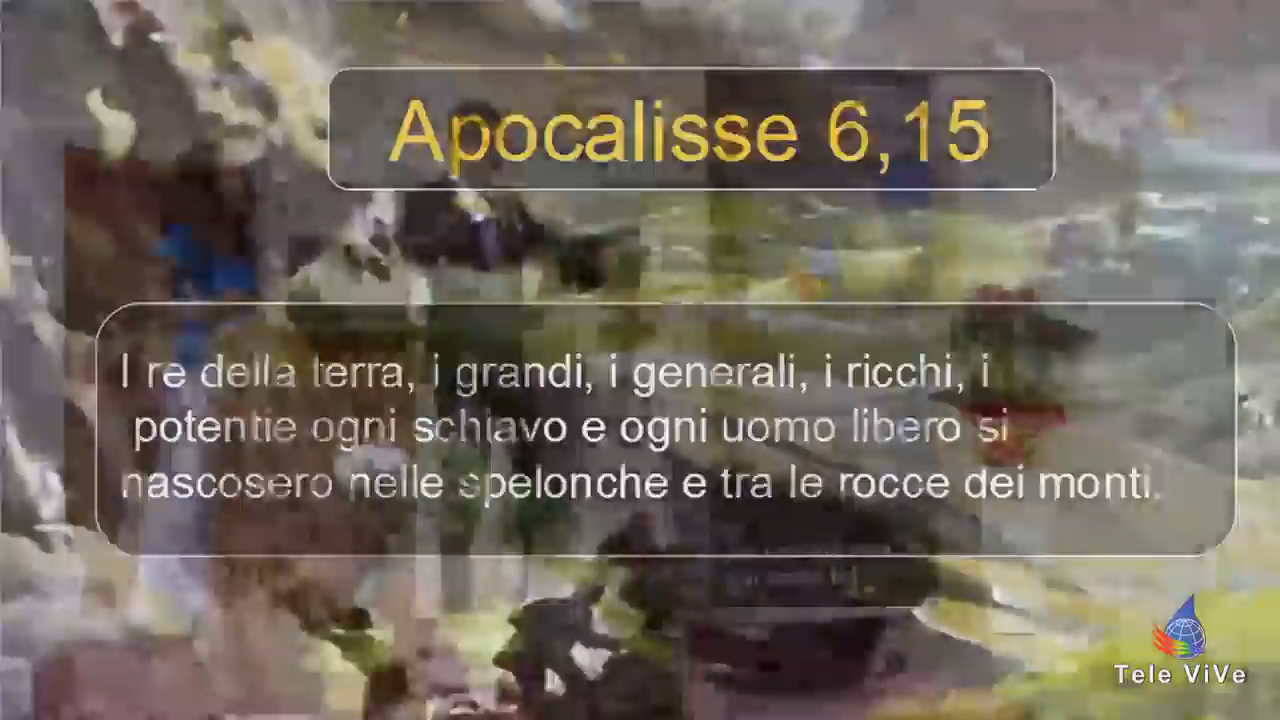 Apocalisse 6,15
I re della terra, i grandi, i generali, i ricchi, i
potentie ogni schiavo e ogni uomo libero si
nascosero nelle spelonche e tra le rocce dei monti.
Tele ViVe